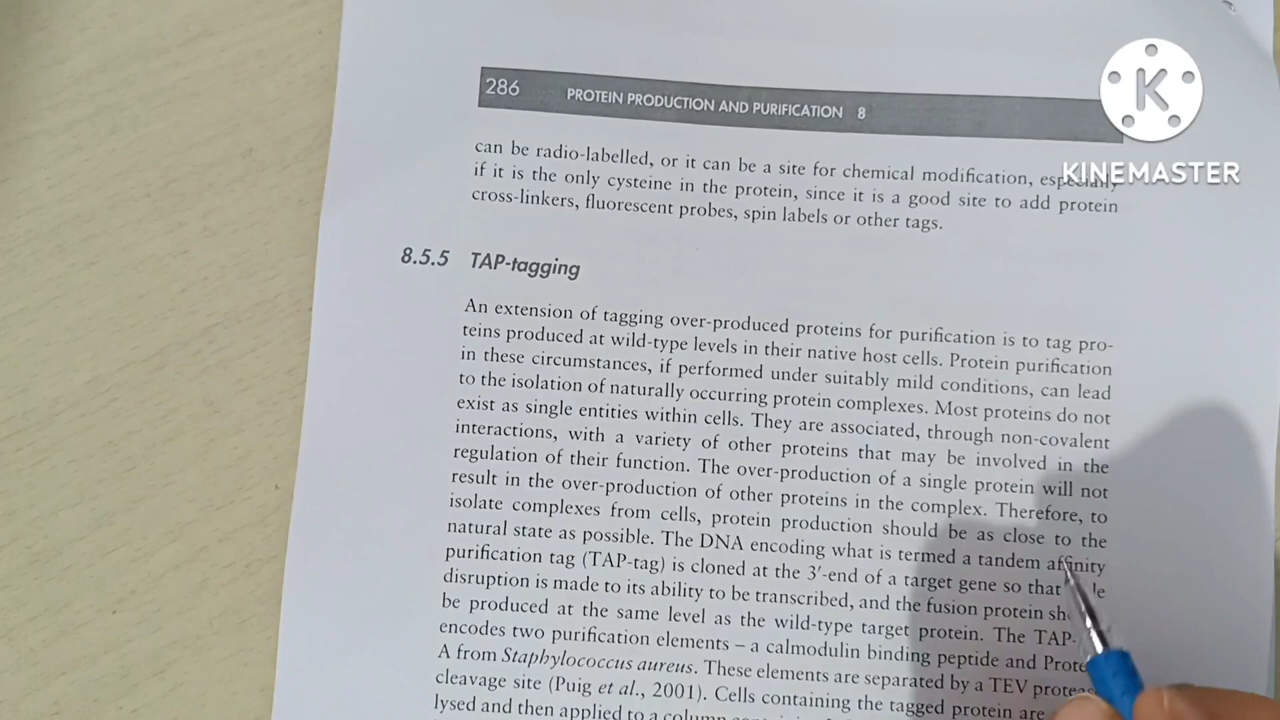 286 PROTEIN PRODUCTION AND PURIFICATION 8
K
KINEMASTER
can be radio-labelled, or it can be a site for chemical modification, especially
if it is the only cysteine in the protein, since it is a good site to add protein
cross-linkers, fluorescent probes, spin labels or other tags.
8.5.5 TAP-tagging
An extension of tagging over-produced proteins for purification is to tag pro-
teins produced at wild-type levels in their native host cells. Protein purification
in these circumstances, if performed under suitably mild conditions, can lead
to the isolation of naturally occurring protein complexes. Most proteins do not
exist as single entities within cells. They are associated, through non-covalent
interactions, with a variety of other proteins that may be involved in the
regulation of their function. The over-production of a single protein will not
result in the over-production of other proteins in the complex. Therefore, to
isolate complexes from cells, protein production should be as close to the
natural state as possible. The DNA encoding what is termed a tandem affinity
purification tag (TAP-tag) is cloned at the 3′-end of a target gene so that
disruption is made to its ability to be transcribed, and the fusion protein
be produced at the same level as the wild-type target protein. The TAP-
encodes two purification elements – a calmodulin binding peptide and
A from Staphylococcus aureus. These elements are separated by a TEV
cleavage site (Puig et al., 2001). Cells containing the tagged protein are
lysed and then applied to a column